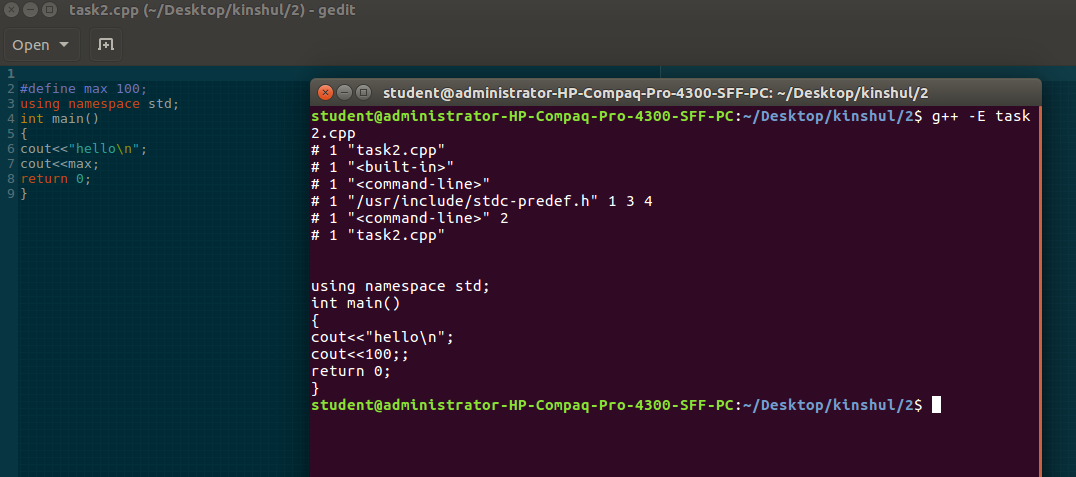 task2.cpp (~/Desktop/kinshul/2) - gedit
Open
1
2 #define max 100;
3 using namespace std;
4 int main()
5 {
6 cout<<"hello\n";
7 cout<<max;
8 return 0;
9 }
student@administrator-HP-Compaq-Pro-4300-SFF-PC: ~/Desktop/kinshul/2
student@administrator-HP-Compaq-Pro-4300-SFF-PC:~/Desktop/kinshul/2$ g++ -E task
2.cpp
# 1 "task2.cpp"
# 1 "<built-in>"
# 1 "<command-line>"
# 1 "/usr/include/stdc-predef.h" 1 3 4
# 1 "<command-line>" 2
# 1 "task2.cpp"
using namespace std;
int main()
{
cout<<"hello\n";
cout<<100;;
return 0;
}
student@administrator-HP-Compaq-Pro-4300-SFF-PC:~/Desktop/kinshul/2$